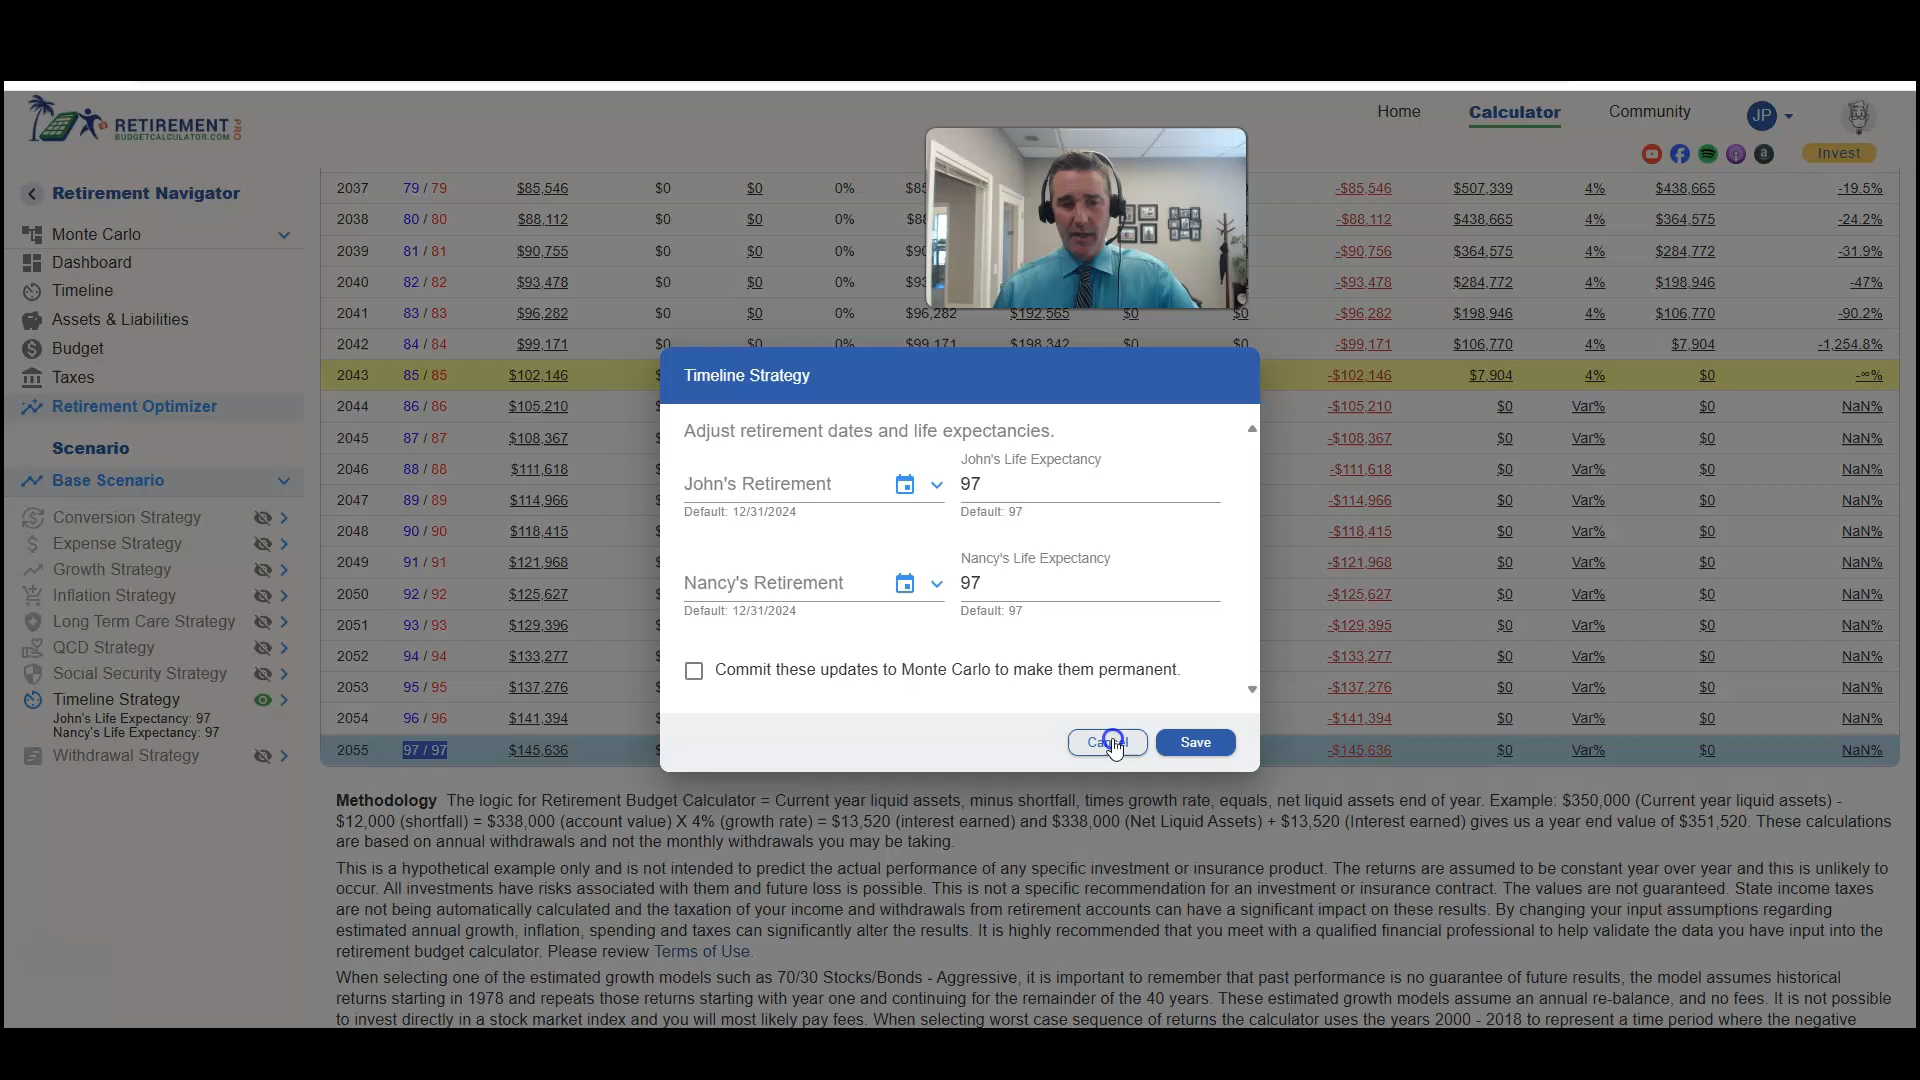 RETIREMENT PRO
BUDGETCALCULATOR.COM
Home Calculator Community JP
Invest
Retirement Navigator
Monte Carlo
Dashboard
Timeline
Assets & Liabilities
Budget
Taxes
Retirement Optimizer
Scenario
Base Scenario
Conversion Strategy
Expense Strategy
Growth Strategy
Inflation Strategy
Long Term Care Strategy
QCD Strategy
Social Security Strategy
Timeline Strategy
John's Life Expectancy: 97
Nancy's Life Expectancy: 97
Withdrawal Strategy
2037 79 / 79 $85,546 $0 $0 0% -$85,546 $507,339 4% $438,665 -19.5%
2038 80 / 80 $88,112 $0 $0 0% -$88,112 $438,665 4% $364,575 -24.2%
2039 81 / 81 $90,755 $0 $0 0% -$90,756 $364,575 4% $284,772 -31.9%
2040 82 / 82 $93,478 $0 $0 0% -$93,478 $284,772 4% $198,946 -47%
2041 83 / 83 $96,282 $0 $0 0% $96,282 $192,565 $0 $0 -$96,282 $198,946 4% $106,770 -90.2%
2042 84 / 84 $99,171 $0 $0 0% $99,171 $198,342 $0 $0 -$99,171 $106,770 4% $7,904 -1,254.8%
2043 85 / 85 $102,146 -$102,146 $7,904 4% $0 -∞%
2044 86 / 86 $105,210 -$105,210 $0 Var% $0 NaN%
2045 87 / 87 $108,367 -$108,367 $0 Var% $0 NaN%
2046 88 / 88 $111,618 -$111,618 $0 Var% $0 NaN%
2047 89 / 89 $114,966 -$114,966 $0 Var% $0 NaN%
2048 90 / 90 $118,415 -$118,415 $0 Var% $0 NaN%
2049 91 / 91 $121,968 -$121,968 $0 Var% $0 NaN%
2050 92 / 92 $125,627 -$125,627 $0 Var% $0 NaN%
2051 93 / 93 $129,396 -$129,395 $0 Var% $0 NaN%
2052 94 / 94 $133,277 -$133,277 $0 Var% $0 NaN%
2053 95 / 95 $137,276 -$137,276 $0 Var% $0 NaN%
2054 96 / 96 $141,394 -$141,394 $0 Var% $0 NaN%
2055 97 / 97 $145,636 -$145,636 $0 Var% $0 NaN%
Timeline Strategy
Adjust retirement dates and life expectancies.
John's Life Expectancy
John's Retirement 97
Default: 12/31/2024 Default: 97
Nancy's Life Expectancy
Nancy's Retirement 97
Default: 12/31/2024 Default: 97
Commit these updates to Monte Carlo to make them permanent.
Cancel Save
Methodology The logic for Retirement Budget Calculator = Current year liquid assets, minus shortfall, times growth rate, equals, net liquid assets end of year. Example: $350,000 (Current year liquid assets) -
$12,000 (shortfall) = $338,000 (account value) X 4% (growth rate) = $13,520 (interest earned) and $338,000 (Net Liquid Assets) + $13,520 (Interest earned) gives us a year end value of $351,520. These calculations
are based on annual withdrawals and not the monthly withdrawals you may be taking.
This is a hypothetical example only and is not intended to predict the actual performance of any specific investment or insurance product. The returns are assumed to be constant year over year and this is unlikely to
occur. All investments have risks associated with them and future loss is possible. This is not a specific recommendation for an investment or insurance contract. The values are not guaranteed. State income taxes
are not being automatically calculated and the taxation of your income and withdrawals from retirement accounts can have a significant impact on these results. By changing your input assumptions regarding
estimated annual growth, inflation, spending and taxes can significantly alter the results. It is highly recommended that you meet with a qualified financial professional to help validate the data you have input into the
retirement budget calculator. Please review Terms of Use.
When selecting one of the estimated growth models such as 70/30 Stocks/Bonds - Aggressive, it is important to remember that past performance is no guarantee of future results, the model assumes historical
returns starting in 1978 and repeats those returns starting with year one and continuing for the remainder of the 40 years. These estimated growth models assume an annual re-balance, and no fees. It is not possible
to invest directly in a stock market index and you will most likely pay fees. When selecting worst case sequence of returns the calculator uses the years 2000 - 2018 to represent a time period where the negative